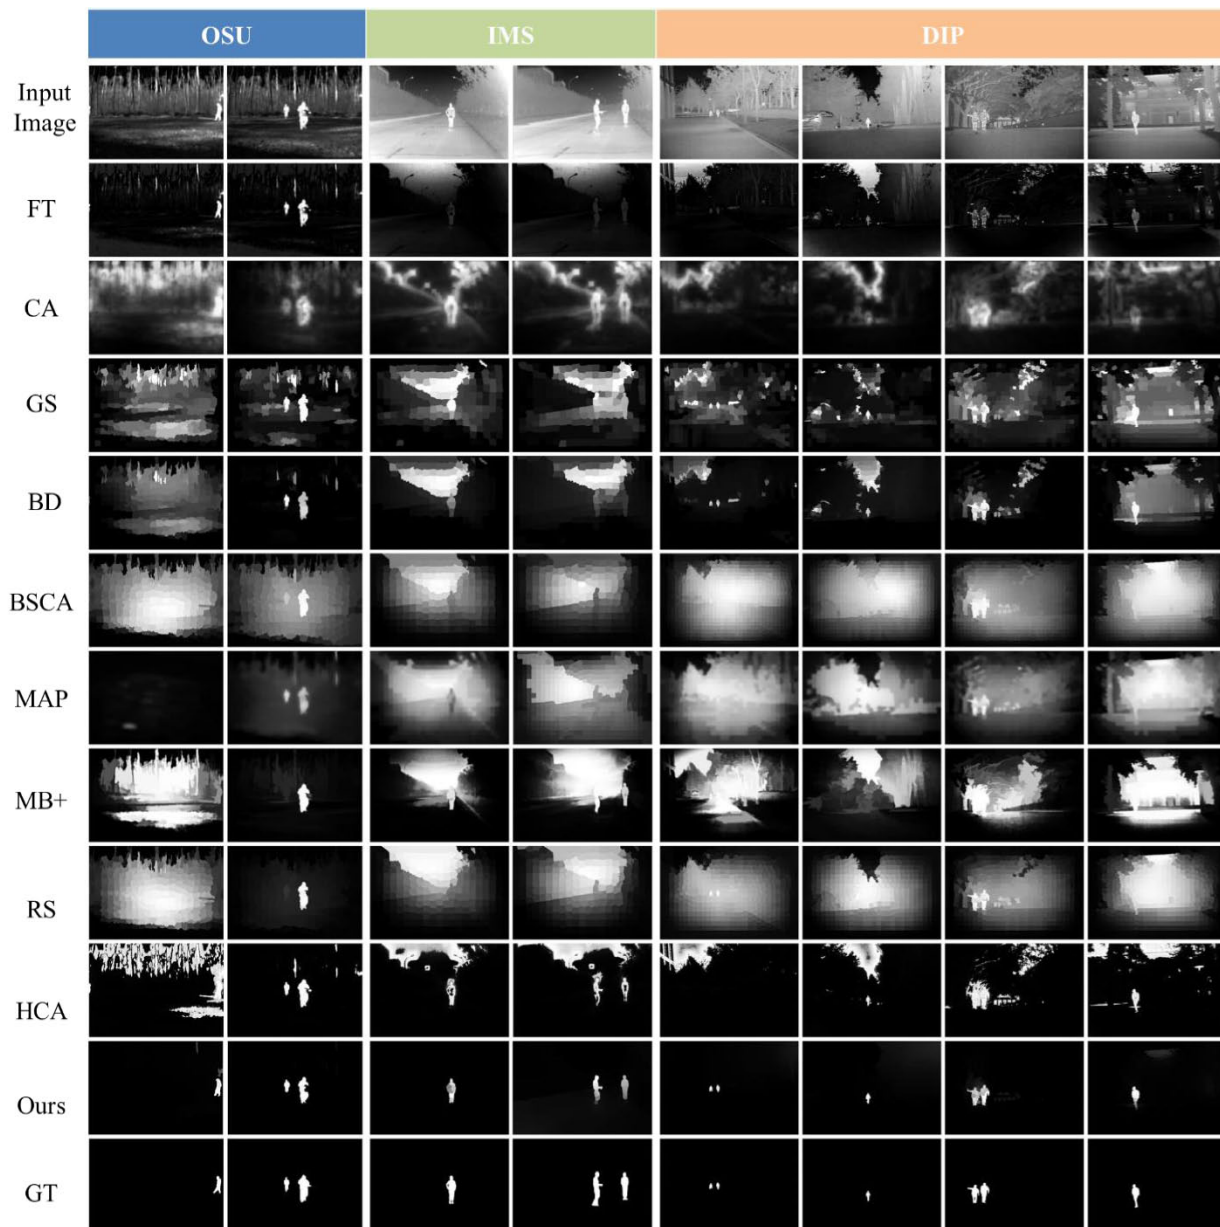 OSU IMS DIP
Input
Image
FT
CA
GS
BD
BSCA
MAP
MB+
RS
HCA
Ours
GT